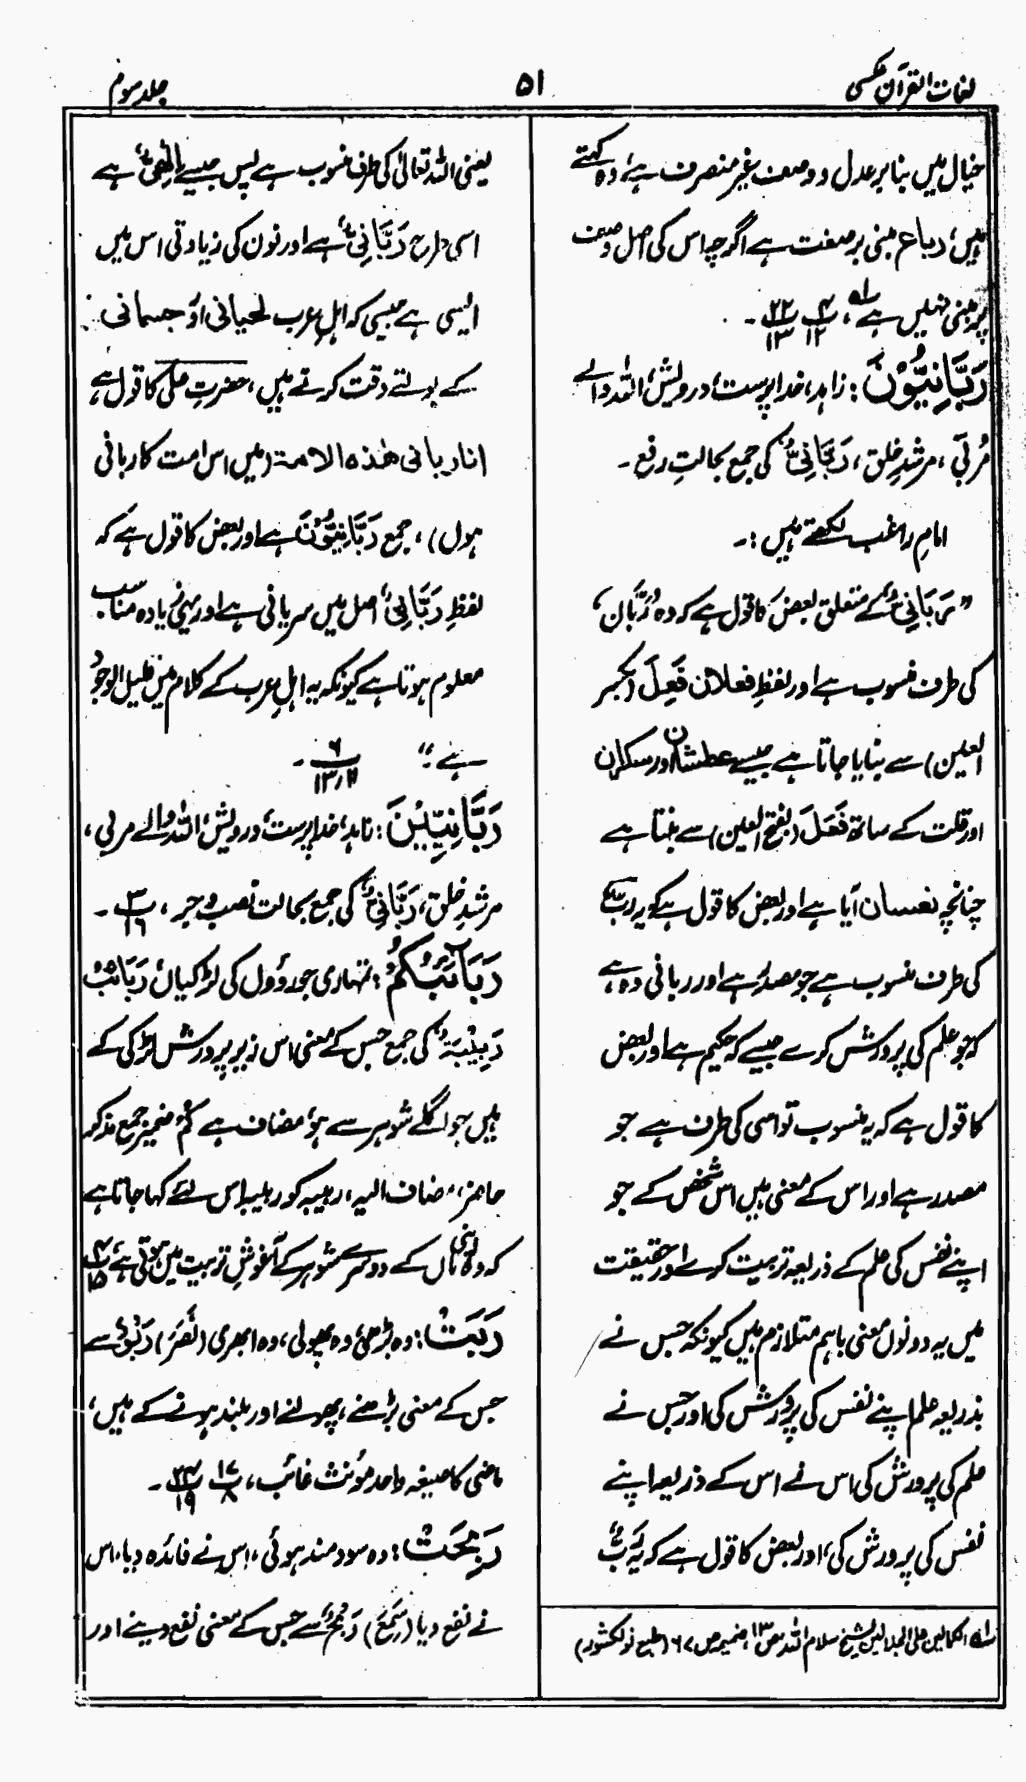 لغات القرآن عکسی
۵۱
جلد سوم
خیال میں بنا بر عدل و وصف غیر منصرف ہے، وہ کہتے
ہیں، رباع مبنی بر صفت ہے اگرچہ اس کی اصل وصف
پر مبنی نہیں ہے لہ، ۴/۱۲ ۲۲/۱۳ ۔
رَبَّانِیُّوْنَ: زاہد، خدا پرست، درویش، اللہ والے
مُربّی، مرشدِ خلق، رَبَّانِیٌّ کی جمع بحالتِ رفع ۔
امام راغب لکھتے ہیں :۔
"رَبَّانِیٌّ کے متعلق بعض کا قول ہے کہ وہ رَبَّان،
کی طرف منسوب ہے اور لفظِ فعلان فَعِلَ (بکسر
العین) سے بنایا جاتا ہے جیسے عطشان اور سکران
اور قلت کے ساتھ فَعَلَ (بفتح العین) سے بنتا ہے
چنانچہ نعسان آیا ہے اور بعض کا قول ہے کہ یہ رب
کی طرف منسوب ہے جو مصدر ہے اور ربانی وہ ہے
کہ جو علم کی پرورش کرے جیسے کہ حکیم ہے اور بعض
کا قول ہے کہ یہ منسوب تو اسی کی طرف ہے جو
مصدر ہے اور اس کے معنی ہیں اس شخص کے جو
اپنے نفس کی علم کے ذریعہ تربیت کرے اور حقیقت
میں یہ دونوں معنی باہم متلازم ہیں کیونکہ جس نے
بذریعہ علم اپنے نفس کی پرورش کی اور جس نے
علم کی پرورش کی اس نے اس کے ذریعہ اپنے
نفس کی پرورش کی، اور بعض کا قول ہے کہ یہ رَبٌّ
لہ الکمالین علی الجلالین للشیخ سلام اللہ ص ۱۳، ضمیمہ ص ۶۷ (طبع نولکشور)
یعنی اللہ تعالیٰ کی طرف منسوب ہے پس جیسے اِلٰھِیٌّ ہے
اسی طرح رَبَّانِیٌّ ہے اور نون کی زیادتی اس میں
ایسی ہے جیسی کہ اہلِ عرب لحیانی اور جسمانی
کے بولتے وقت کرتے ہیں، حضرت علی کا قول ہے
انا ربانی ھٰذہ الامۃ (میں اس امت کا ربانی
ہوں)، جمع رَبَّانِیُّوْنَ ہے اور بعض کا قول ہے کہ
لفظِ رَبَّانِیٌّ اصل میں سریانی ہے اور یہی زیادہ مناسب
معلوم ہوتا ہے کیونکہ یہ اہلِ عرب کے کلام میں قلیل الوجود
ہے" ۶/۱۳،۱۱ ۔
رَبَّانِیِّیْنَ: زاہد، خدا پرست، درویش، اللہ والے مربی،
مرشد خلق، رَبَّانِیٌّ کی جمع بحالت نصب و جر، ۳/۱۶ ۔
رَبَآئِبُکُمْ: تمہاری جوروؤں کی لڑکیاں، رَبَائِبُ
رَبِیْبَۃٌ کی جمع جس کے معنی اس زیر پرورش لڑکی کے
ہیں جو اگلے شوہر سے ہو، مضاف ہے کُمْ ضمیر جمع مذکر
حاضر، مضاف الیہ، ربیبہ کو ربیبہ اس لئے کہا جاتا ہے
کہ وہ اپنی ماں کے دوسرے شوہر کے آغوشِ تربیت میں ہوتی ہے، ۴/۱۵
رَبَتْ: وہ بڑھی، وہ پھولی، وہ ابھری (نَصَرَ) رَبْوٌ سے
جس کے معنی بڑھنے، پھولنے اور بلند ہونے کے ہیں،
ماضی کا صیغہ واحد مؤنث غائب، ۱۷/۸ ۲۴/۱۹ ۔
رَبِحَتْ: وہ سودمند ہوئی، اس نے فائدہ دیا، اس
نے نفع دیا (سَمِعَ) رَبْحٌ سے جس کے معنی نفع دینے اور